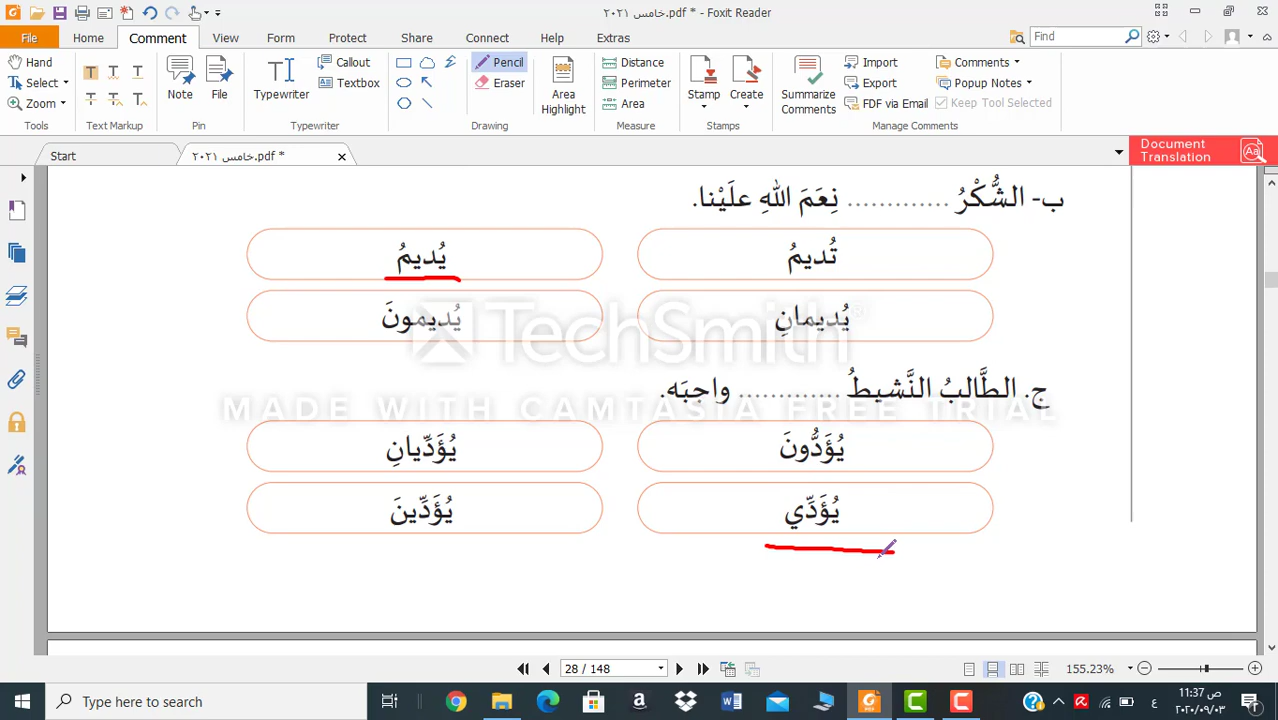 خامس ٢٠٢١.pdf * - Foxit Reader
File Home Comment View Form Protect Share Connect Help Extras
Find
Hand
Select
Zoom
Tools
Text Markup
Note
File
Pin
Typewriter
Callout
Textbox
Typewriter
Pencil
Eraser
Area Highlight
Drawing
Distance
Perimeter
Area
Measure
Stamp
Create
Stamps
Summarize Comments
Import
Export
FDF via Email
Comments
Popup Notes
Keep Tool Selected
Manage Comments
Start
خامس ٢٠٢١.pdf *
Document Translation
ب- الشُّكْرُ ............. نِعَمَ اللهِ علَيْنا.
تُديمُ
يُديمُ
يُديمانِ
يُديمونَ
TechSmith
MADE WITH CAMTASIA FREE TRIAL
ج. الطَّالبُ النَّشيطُ ............. واجبَه.
يُؤَدُّونَ
يُؤَدِّيانِ
يُؤَدِّي
يُؤَدِّينَ
28 / 148
155.23%
Type here to search
ع
11:37 ص
٢٠٢٠/٠٩/٠٣